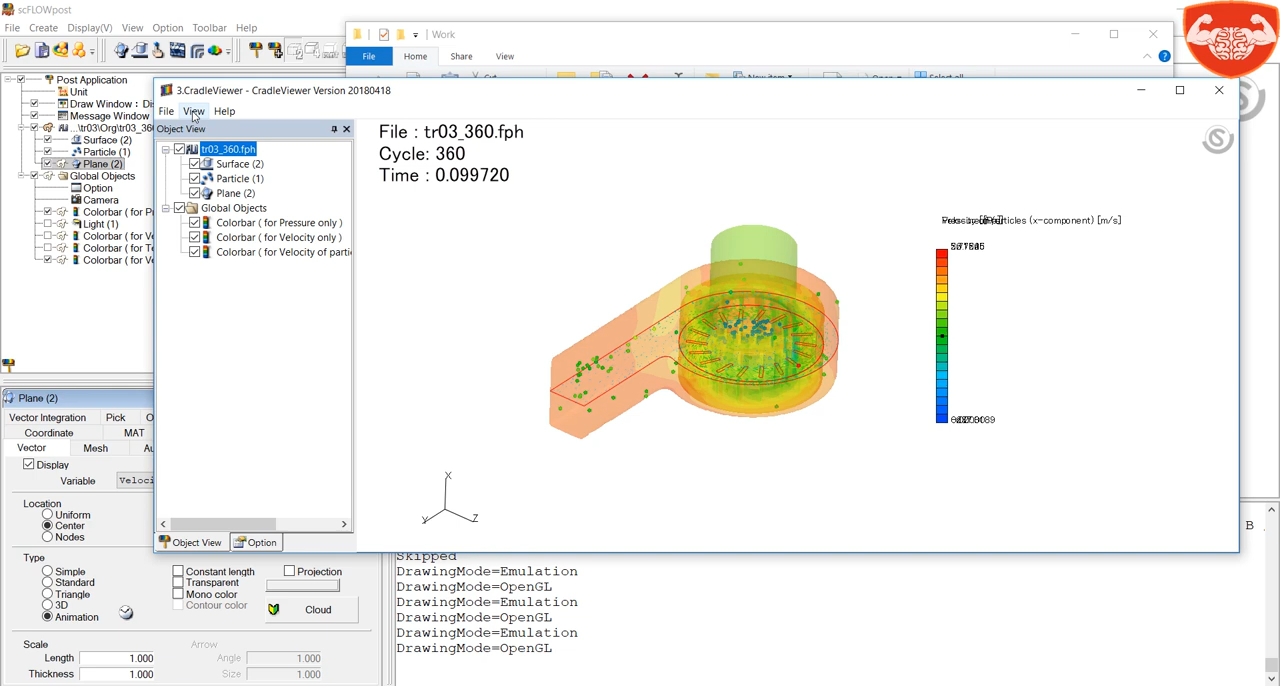 scFLOWpost
File Create Display(V) View Option Toolbar Help
Post Application
Unit
Draw Window : Di
Message Window
...\tr03\Org\tr03_36
Surface (2)
Particle (1)
Plane (2)
Global Objects
Option
Camera
Colorbar ( for P
Light (1)
Colorbar ( for Ve
Colorbar ( for Te
Colorbar ( for Ve
Work
File Home Share View
3.CradleViewer - CradleViewer Version 20180418
File View Help
Object View
tr03_360.fph
Surface (2)
Particle (1)
Plane (2)
Global Objects
Colorbar ( for Pressure only )
Colorbar ( for Velocity only )
Colorbar ( for Velocity of parti
Object View Option
File : tr03_360.fph
Cycle: 360
Time : 0.099720
(x-component) [m/s]
X
Y
Z
Plane (2)
Vector Integration Pick O
Coordinate MAT
Vector Mesh Au
Display
Variable Veloci
Location
Uniform
Center
Nodes
Type
Simple
Standard
Triangle
3D
Animation
Constant length
Transparent
Mono color
Contour color
Projection
Cloud
Scale
Length 1.000
Thickness 1.000
Arrow
Angle 1.000
Size 1.000
B
Skipped
DrawingMode=Emulation
DrawingMode=OpenGL
DrawingMode=Emulation
DrawingMode=OpenGL
DrawingMode=Emulation
DrawingMode=OpenGL